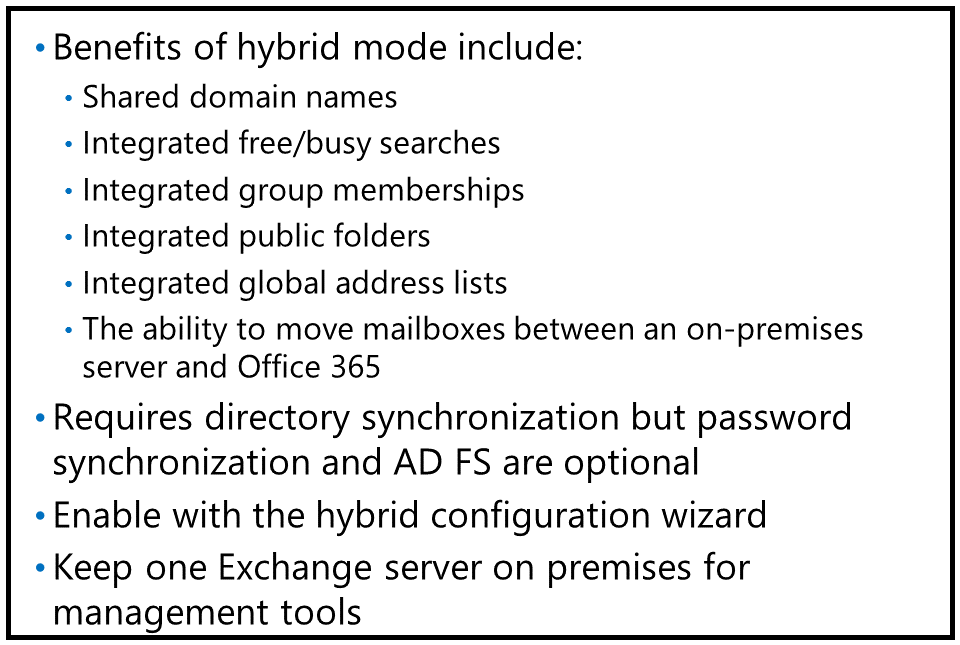 • Benefits of hybrid mode include:
• Shared domain names
• Integrated free/busy searches
• Integrated group memberships
• Integrated public folders
• Integrated global address lists
• The ability to move mailboxes between an on-premises
server and Office 365
• Requires directory synchronization but password
synchronization and AD FS are optional
• Enable with the hybrid configuration wizard
• Keep one Exchange server on premises for
management tools